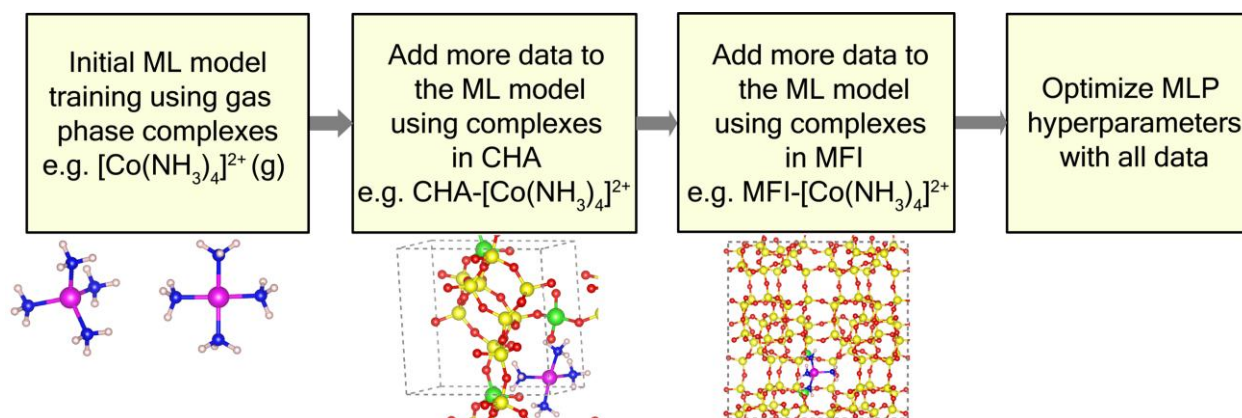 Initial ML model
training using gas
phase complexes
e.g. [Co(NH₃)₄]²⁺ (g)
Add more data to
the ML model
using complexes
in CHA
e.g. CHA-[Co(NH₃)₄]²⁺
Add more data to
the ML model
using complexes
in MFI
e.g. MFI-[Co(NH₃)₄]²⁺
Optimize MLP
hyperparameters
with all data